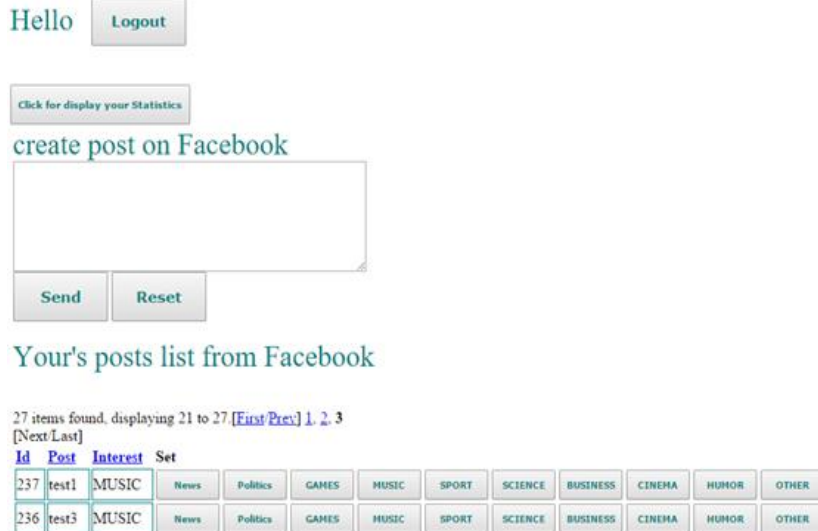 Hello Logout
Click for display your Statistics
create post on Facebook
Send Reset
Your's posts list from Facebook
27 items found, displaying 21 to 27.[First/Prev] 1, 2, 3
[Next/Last]
Id Post Interest Set
237 test1 MUSIC News Politics GAMES MUSIC SPORT SCIENCE BUSINESS CINEMA HUMOR OTHER
236 test3 MUSIC News Politics GAMES MUSIC SPORT SCIENCE BUSINESS CINEMA HUMOR OTHER